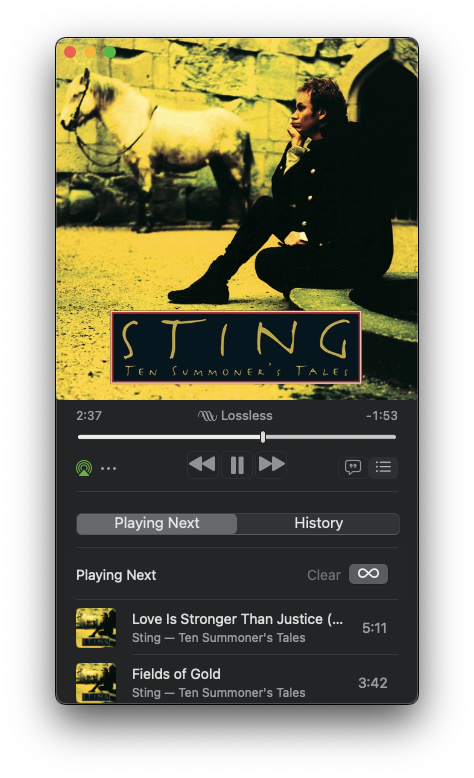 STING
TEN SUMMONER'S TALES
2:37 Lossless -1:53
Playing Next History
Playing Next Clear
Love Is Stronger Than Justice (... 5:11
Sting — Ten Summoner's Tales
Fields of Gold 3:42
Sting — Ten Summoner's Tales